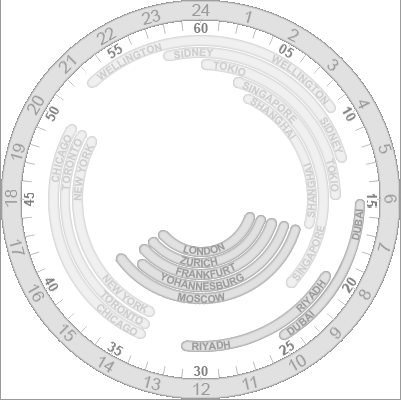 24
1
2
3
4
5
6
7
8
9
10
11
12
13
14
15
16
17
18
19
20
21
22
23
60
05
10
15
20
25
30
35
40
45
50
55
WELLINGTON
WELLINGTON
SiDNEY
SiDNEY
TOKIO
TOKIO
SiNGAPORE
SiNGAPORE
SHANGHAI
SHANGHAI
CHICAGO
TORONTO
NEW YORK
NEW YORK
TORONTO
CHICAGO
LONDON
ZURICH
FRANKFURT
YOHANNESBURG
MOSCOW
DUBAI
RIYADH
DUBAI
RIYADH